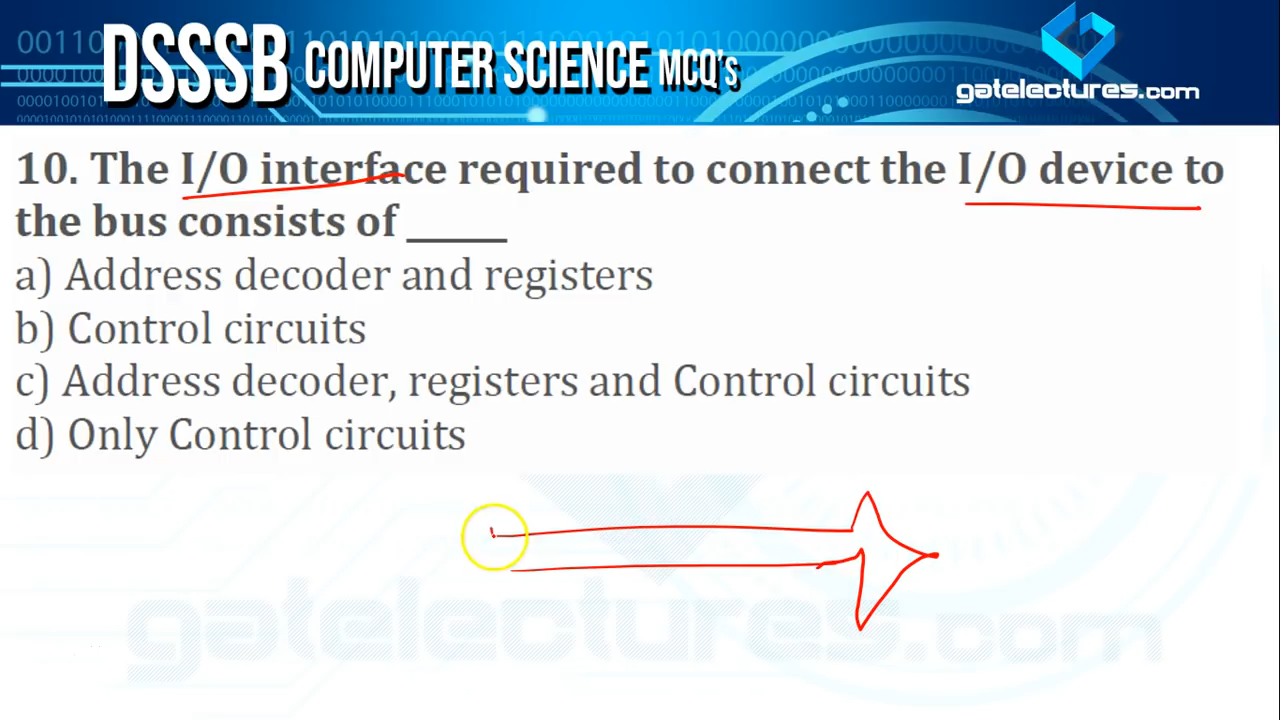 DSSSB COMPUTER SCIENCE MCQ's
gatelectures.com
10. The I/O interface required to connect the I/O device to
the bus consists of _____
a) Address decoder and registers
b) Control circuits
c) Address decoder, registers and Control circuits
d) Only Control circuits
gatelectures.com